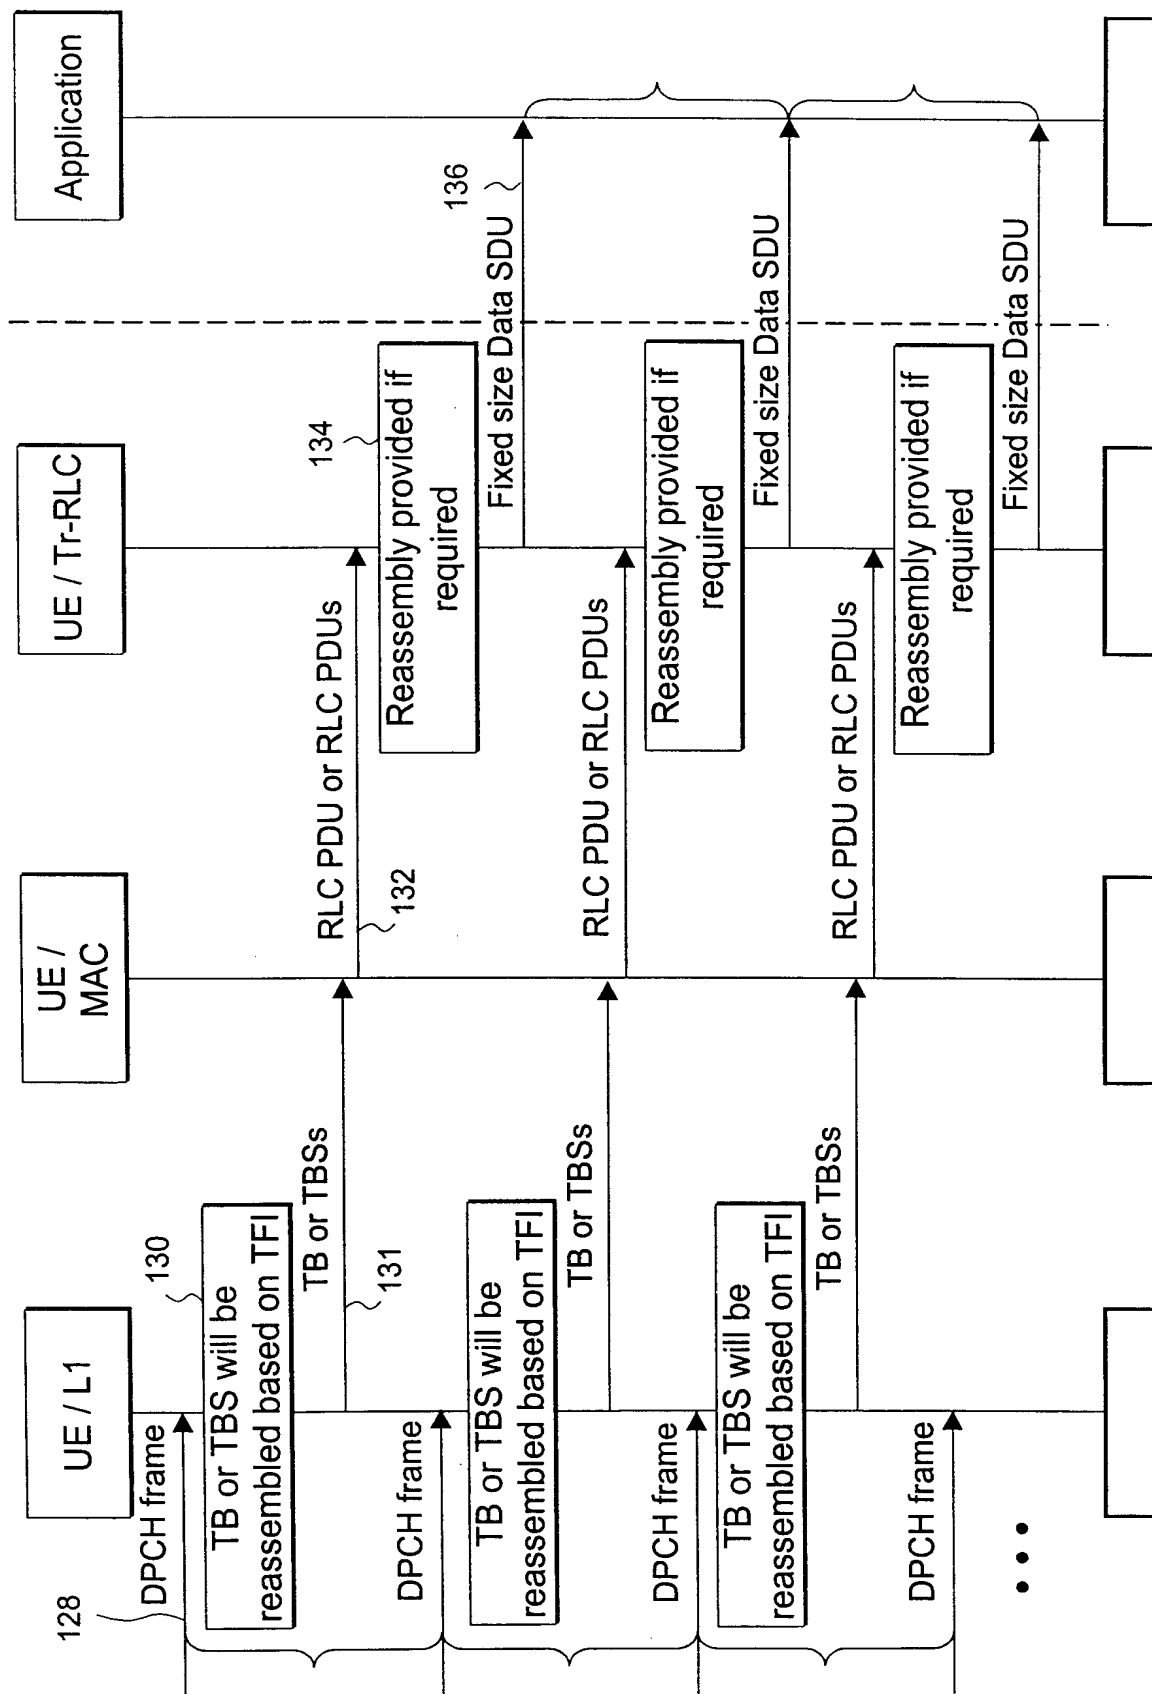 UE / L1
UE /
MAC
UE / Tr-RLC
Application
128
DPCH frame
130
TB or TBS will be
reassembled based on TFI
TB or TBSs
131
RLC PDU or RLC PDUs
132
134
Reassembly provided if
required
Fixed size Data SDU
136
DPCH frame
TB or TBS will be
reassembled based on TFI
TB or TBSs
RLC PDU or RLC PDUs
Reassembly provided if
required
Fixed size Data SDU
DPCH frame
TB or TBS will be
reassembled based on TFI
TB or TBSs
RLC PDU or RLC PDUs
Reassembly provided if
required
Fixed size Data SDU
DPCH frame